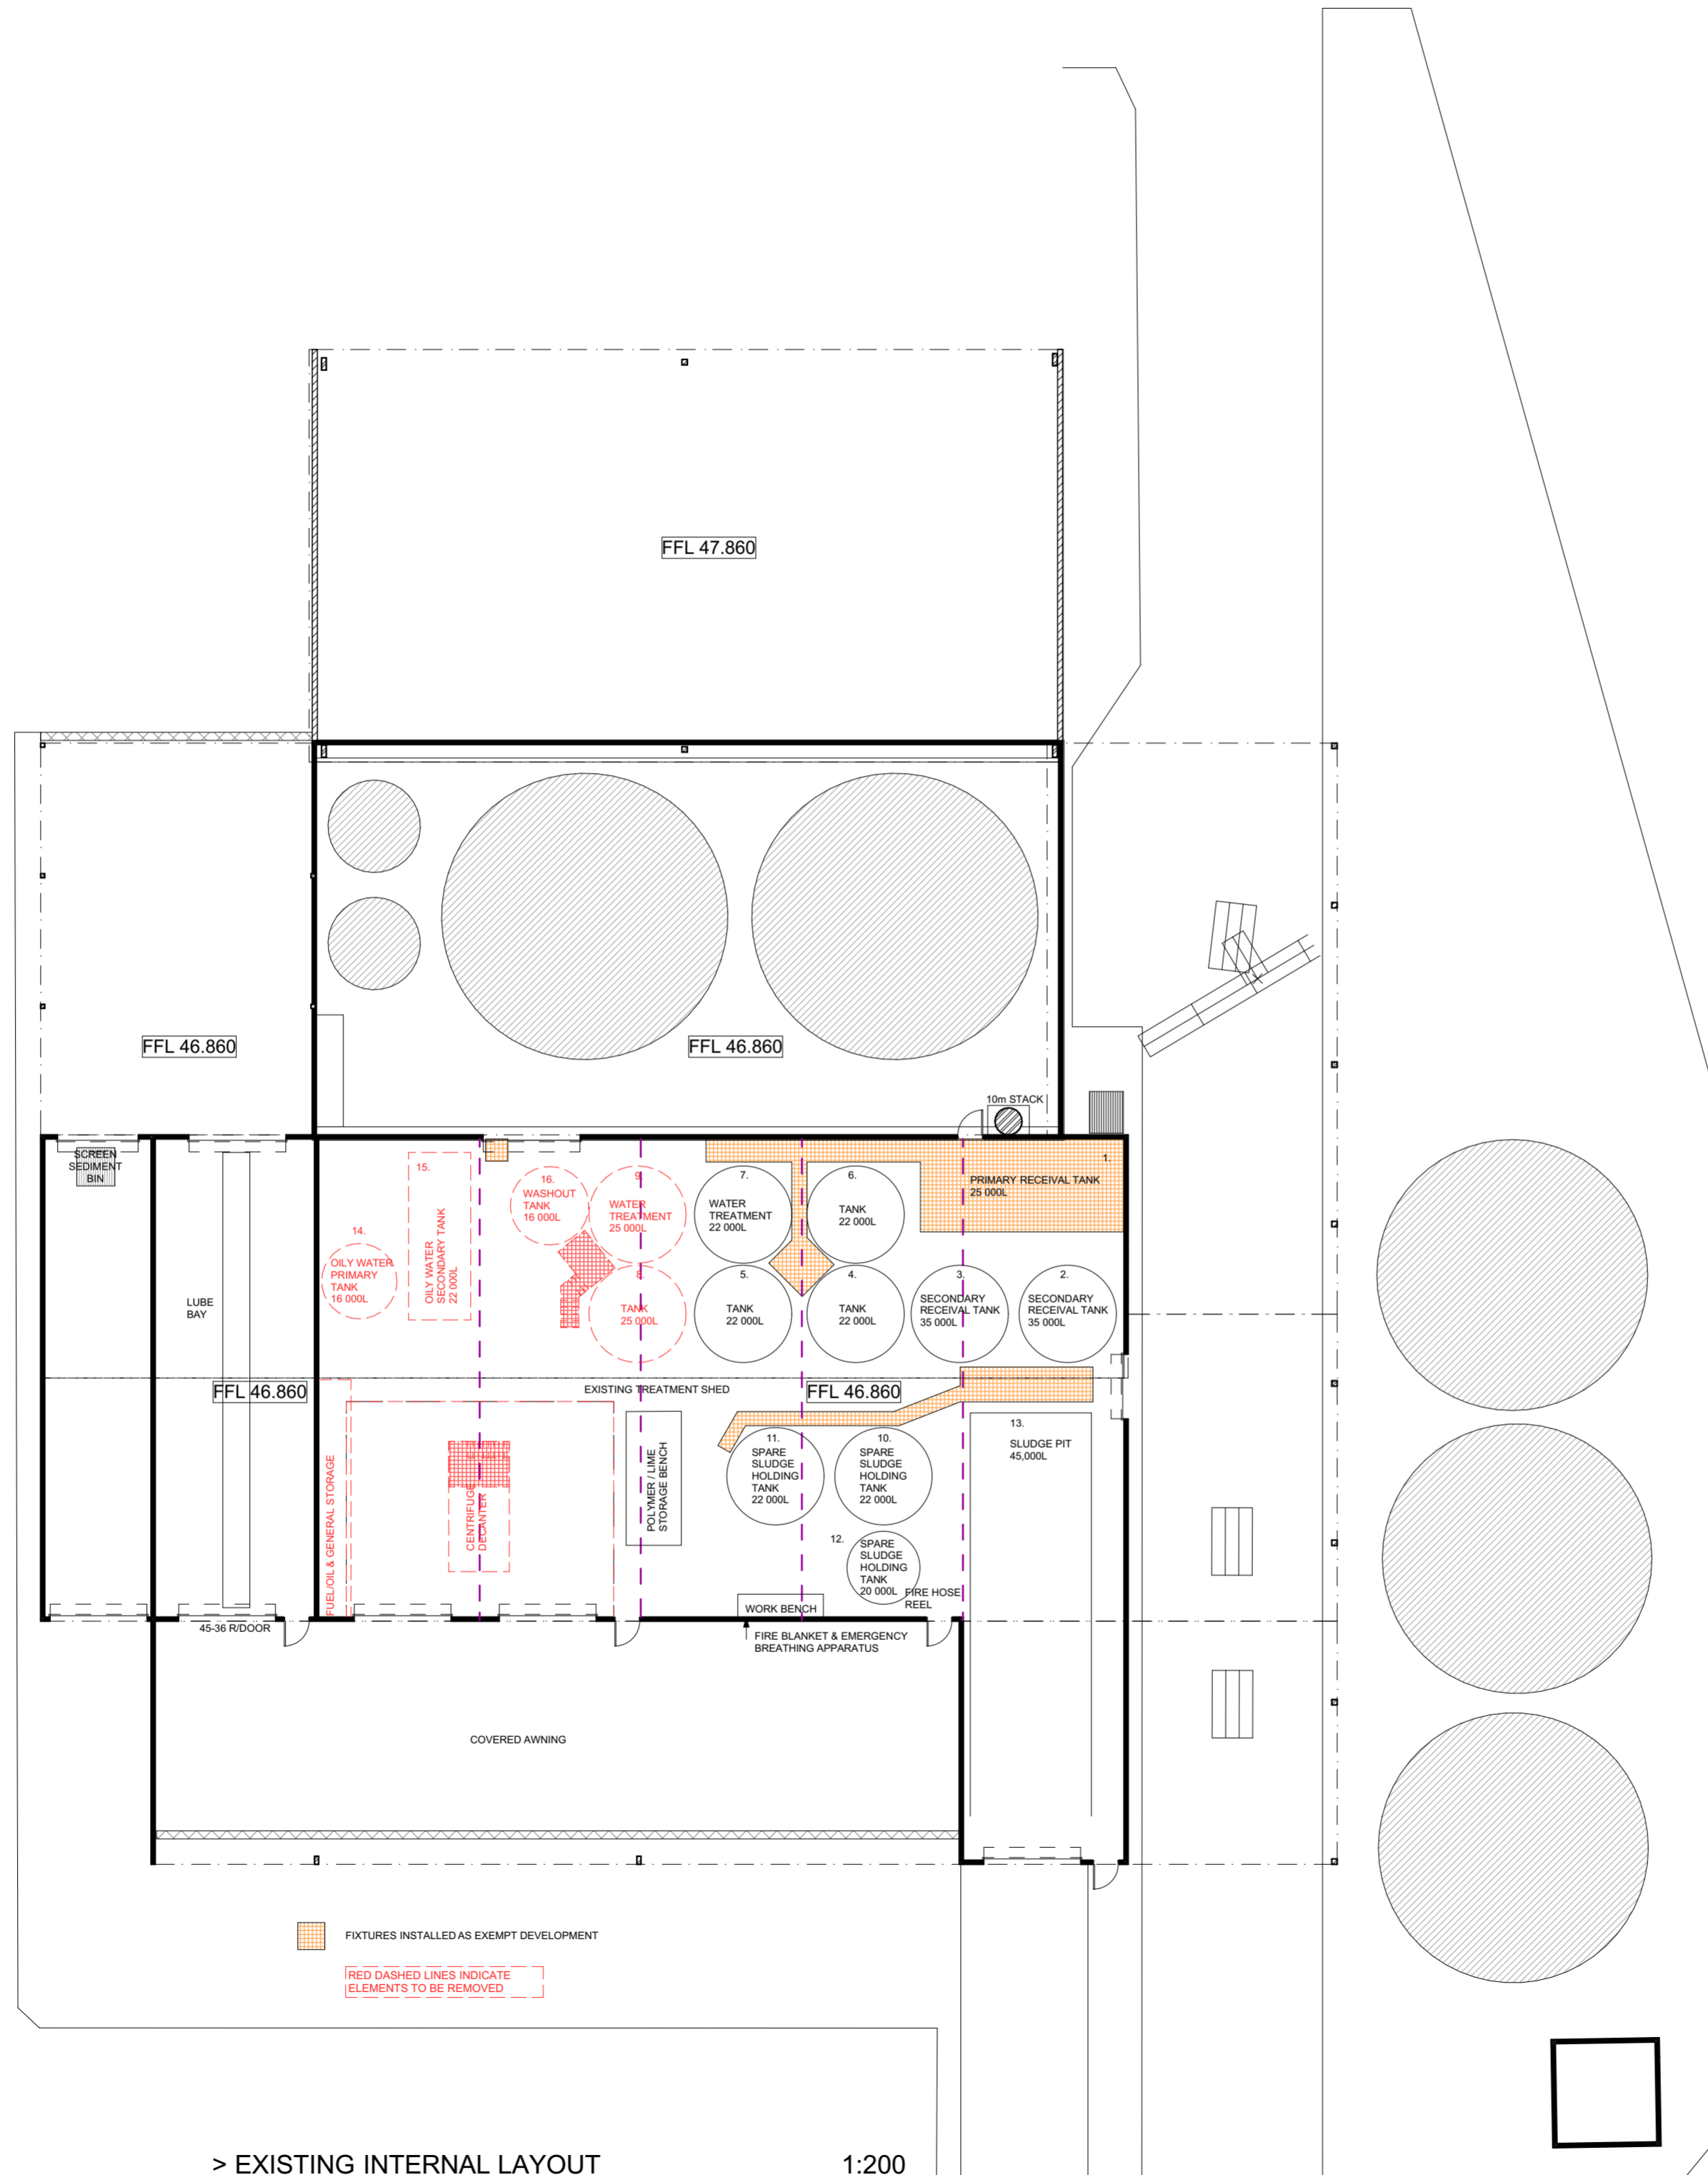 FFL 47.860
FFL 46.860
FFL 46.860
10m STACK
SCREEN
SEDIMENT
BIN
1.
PRIMARY RECEIVAL TANK
25 000L
15.
OILY WATER
SECONDARY TANK
22 000L
16.
WASHOUT
TANK
16 000L
9.
WATER
TREATMENT
25 000L
7.
WATER
TREATMENT
22 000L
6.
TANK
22 000L
14.
OILY WATER
PRIMARY
TANK
16 000L
8.
TANK
25 000L
5.
TANK
22 000L
4.
TANK
22 000L
3.
SECONDARY
RECEIVAL TANK
35 000L
2.
SECONDARY
RECEIVAL TANK
35 000L
LUBE
BAY
FFL 46.860
EXISTING TREATMENT SHED
FFL 46.860
FUEL/OIL & GENERAL STORAGE
CENTRIFUGE
DECANTER
POLYMER / LIME
STORAGE BENCH
11.
SPARE
SLUDGE
HOLDING
TANK
22 000L
10.
SPARE
SLUDGE
HOLDING
TANK
22 000L
13.
SLUDGE PIT
45,000L
12.
SPARE
SLUDGE
HOLDING
TANK
20 000L
FIRE HOSE
REEL
WORK BENCH
45-36 R/DOOR
FIRE BLANKET & EMERGENCY
BREATHING APPARATUS
COVERED AWNING
FIXTURES INSTALLED AS EXEMPT DEVELOPMENT
RED DASHED LINES INDICATE
ELEMENTS TO BE REMOVED
> EXISTING INTERNAL LAYOUT 1:200